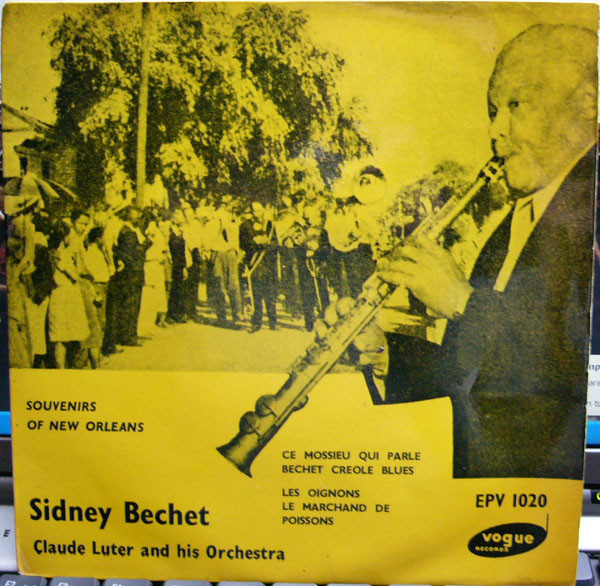 SOUVENIRS
OF NEW ORLEANS
CE MOSSIEU QUI PARLE
BECHET CREOLE BLUES
LES OIGNONS
LE MARCHAND DE
POISSONS
Sidney Bechet
Claude Luter and his Orchestra
EPV 1020
vogue
RECORDS